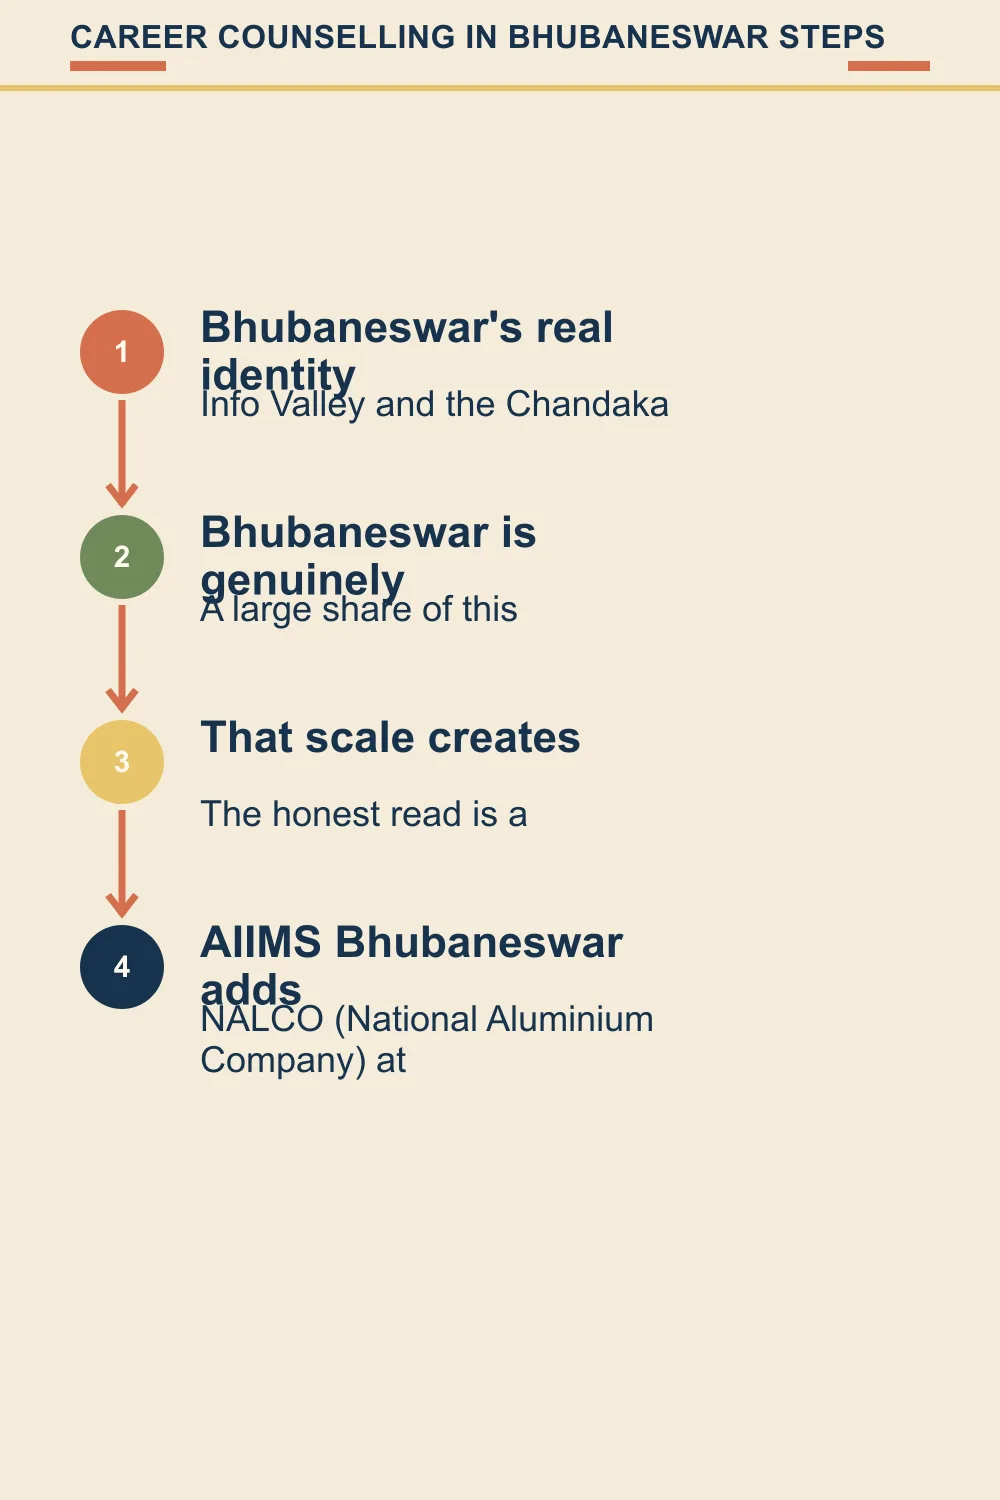 CAREER COUNSELLING IN BHUBANESWAR STEPS
1
Bhubaneswar's real
identity
Info Valley and the Chandaka
2
Bhubaneswar is
genuinely
A large share of this
3
That scale creates
The honest read is a
4
AIIMS Bhubaneswar
adds
NALCO (National Aluminium
Company) at